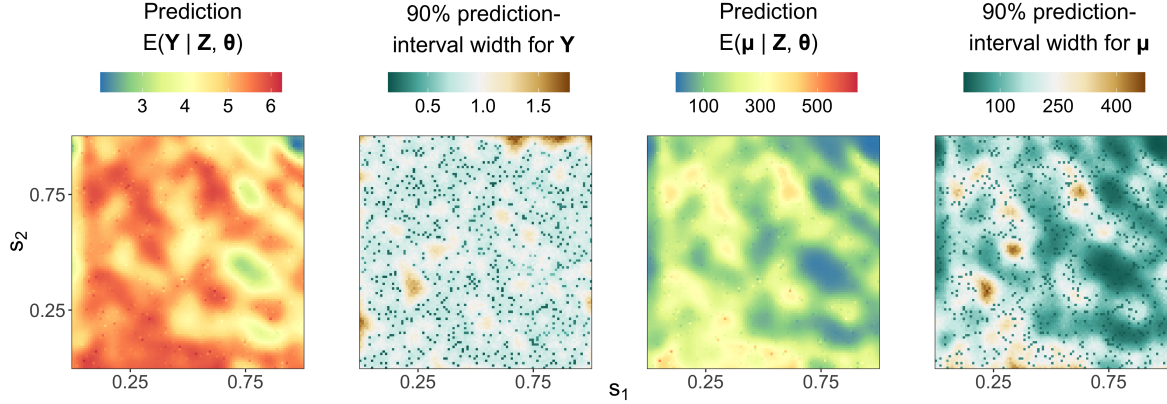 Prediction
E(Y | Z, θ)
3 4 5 6
90% prediction-
interval width for Y
0.5 1.0 1.5
Prediction
E(μ | Z, θ)
100 300 500
90% prediction-
interval width for μ
100 250 400
s₂
0.75
0.25
0.25 0.75
0.25 0.75
0.25 0.75
0.25 0.75
s₁